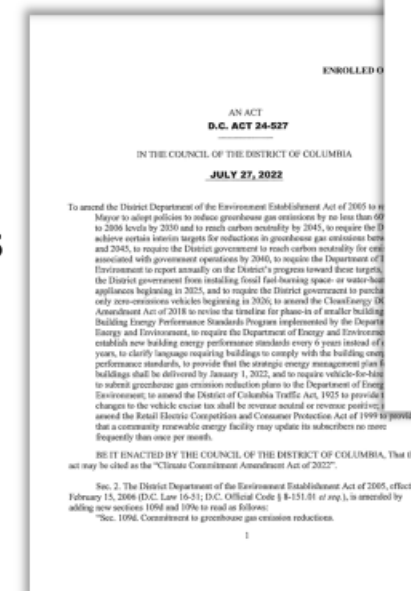 ENROLLED O
AN ACT
D.C. ACT 24-527
IN THE COUNCIL OF THE DISTRICT OF COLUMBIA
JULY 27, 2022
To amend the District Department of the Environment Establishment Act of 2005 to
Mayor to adopt policies to reduce greenhouse gas emissions by no less than 60
to 2006 levels by 2030 and to reach carbon neutrality by 2045, to require the D
achieve certain interim targets for reductions in greenhouse gas emissions
and 2045, to require the District government to reach carbon neutrality for
associated with government operations by 2040, to require the Department of
Environment to report annually on the District's progress toward these targets,
the District government from installing fossil fuel-burning space- or
appliances beginning in 2025, and to require the District government to
only zero-emissions vehicles beginning in 2026; to amend the CleanEnergy DC
Amendment Act of 2018 to revise the timeline for phase-in of smaller building
Building Energy Performance Standards Program implemented by the
Energy and Environment, to require the Department of Energy and
establish new building energy performance standards every 6 years instead of
years, to clarify language requiring buildings to comply with the building
performance standards, to provide that the strategic energy management plan
buildings shall be delivered by January 1, 2022, and to require vehicle-for-hire
to submit greenhouse gas emission reduction plans to the Department of
Environment; to amend the District of Columbia Traffic Act, 1925 to provide
changes to the vehicle excise tax shall be revenue neutral or revenue positive;
amend the Retail Electric Competition and Consumer Protection Act of 1999 to
that a community renewable energy facility may update its subscribers no more
frequently than once per month.
BE IT ENACTED BY THE COUNCIL OF THE DISTRICT OF COLUMBIA, That
act may be cited as the "Climate Commitment Amendment Act of 2022".
Sec. 2. The District Department of the Environment Establishment Act of 2005,
February 15, 2006 (D.C. Law 16-51; D.C. Official Code § 8-151.01 et seq.), is amended by
adding new sections 109d and 109e to read as follows:
"Sec. 109d. Commitment to greenhouse gas emission reductions.
1